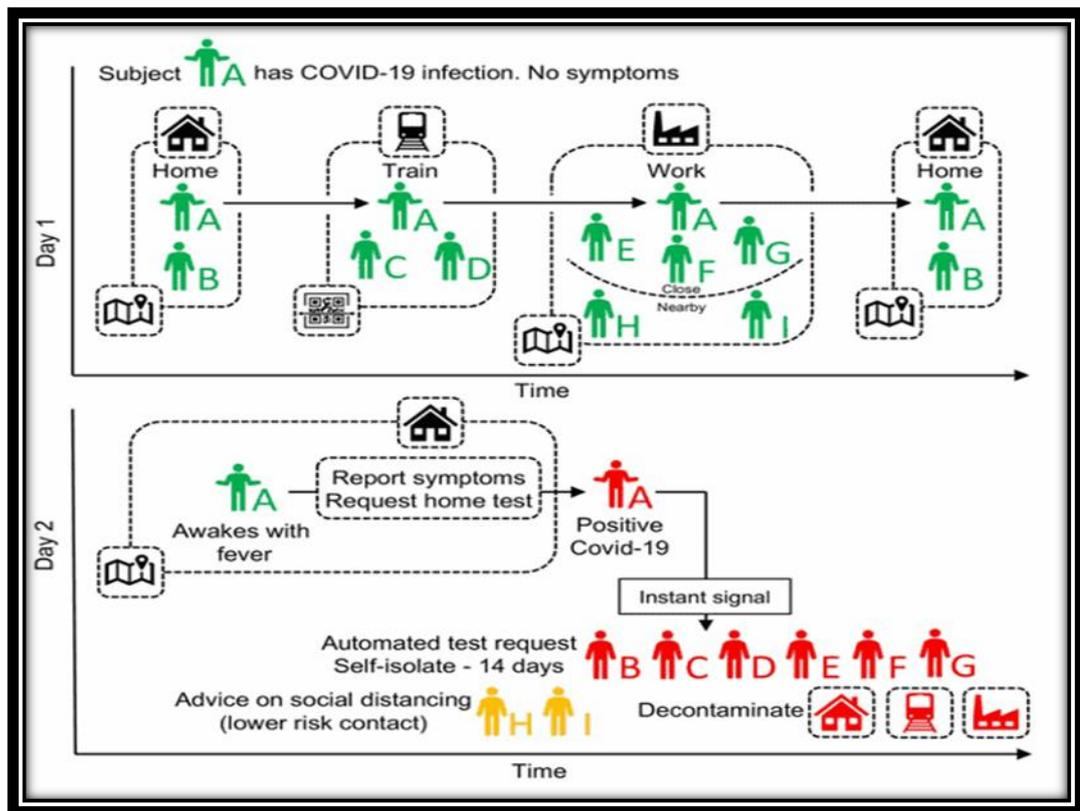 Subject A has COVID-19 infection. No symptoms
Day 1
Home
Train
Work
Home
A
A
A
A
B
C
D
E
F
G
B
Close
Nearby
H
I
Time
Day 2
A
Report symptoms
Request home test
A
Awakes with
fever
Positive
Covid-19
Instant signal
Automated test request
Self-isolate - 14 days
B C D E F G
Advice on social distancing
(lower risk contact)
H I
Decontaminate
Time